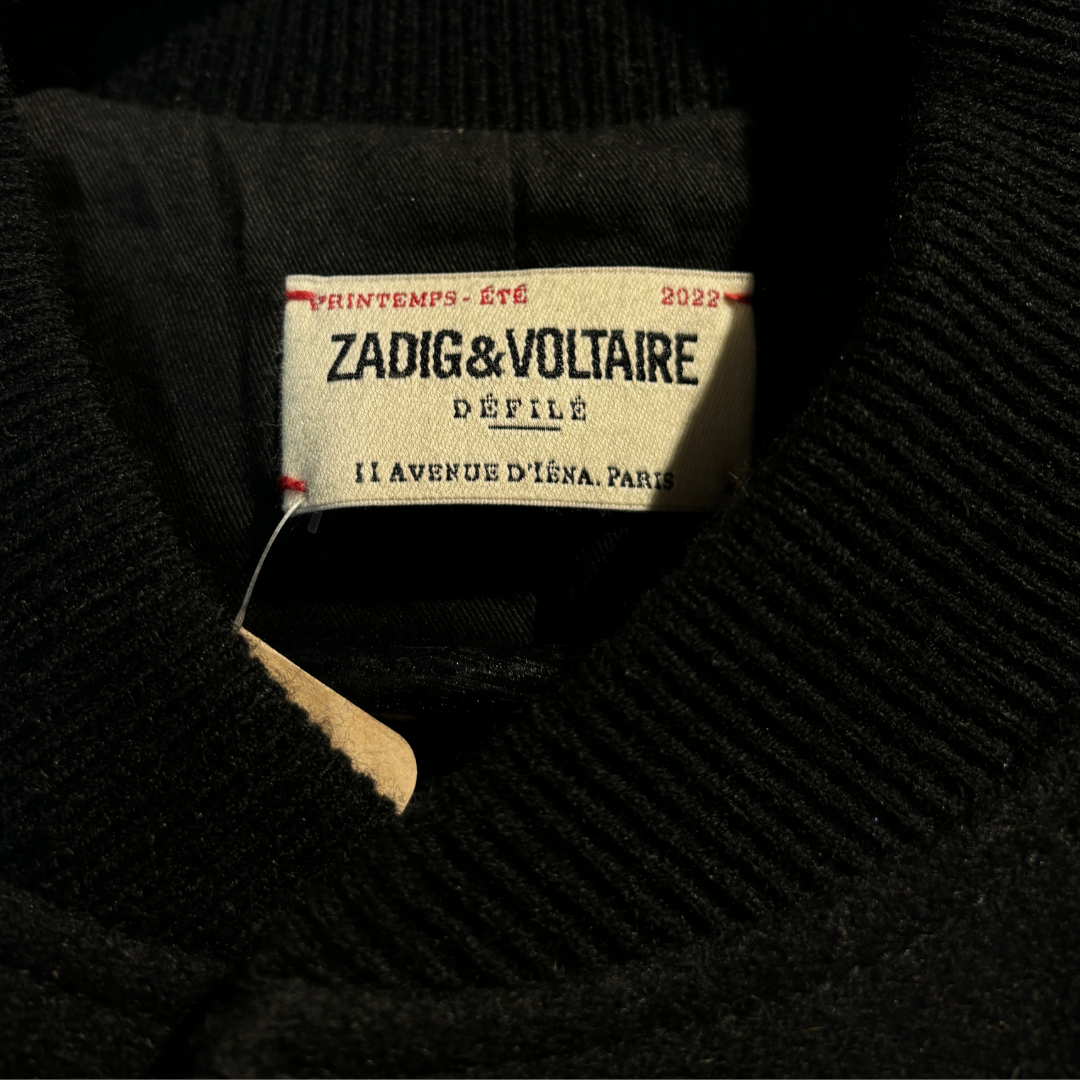 PRINTEMPS - ÉTÉ 2022
ZADIG&VOLTAIRE
DÉFILÉ
11 AVENUE D'IÉNA. PARIS